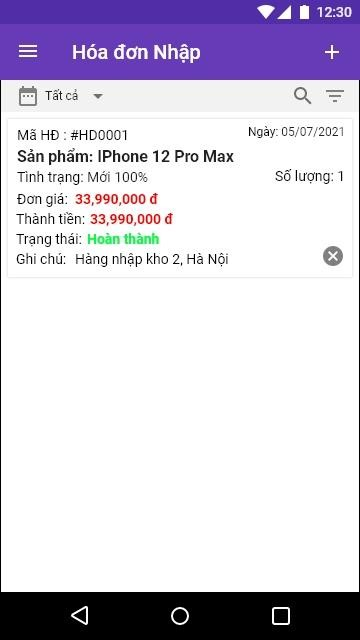 12:30
Hóa đơn Nhập
Tất cả
Mã HĐ : #HD0001
Ngày: 05/07/2021
Sản phẩm: IPhone 12 Pro Max
Tình trạng: Mới 100%
Số lượng: 1
Đơn giá: 33,990,000 đ
Thành tiền: 33,990,000 đ
Trạng thái: Hoàn thành
Ghi chú: Hàng nhập kho 2, Hà Nội